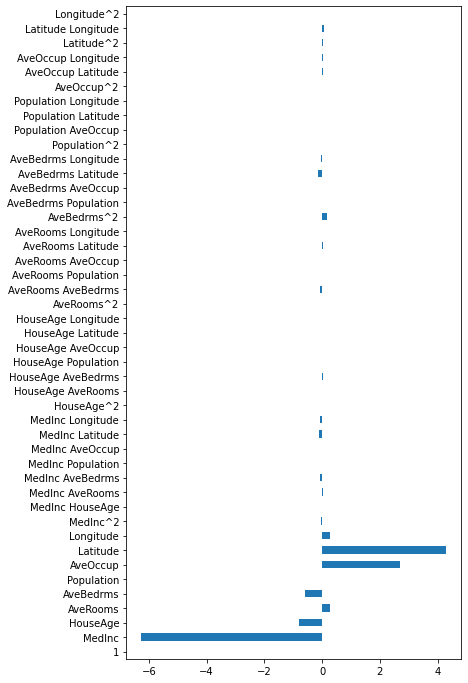 Longitude^2
Latitude Longitude
Latitude^2
AveOccup Longitude
AveOccup Latitude
AveOccup^2
Population Longitude
Population Latitude
Population AveOccup
Population^2
AveBedrms Longitude
AveBedrms Latitude
AveBedrms AveOccup
AveBedrms Population
AveBedrms^2
AveRooms Longitude
AveRooms Latitude
AveRooms AveOccup
AveRooms Population
AveRooms AveBedrms
AveRooms^2
HouseAge Longitude
HouseAge Latitude
HouseAge AveOccup
HouseAge Population
HouseAge AveBedrms
HouseAge AveRooms
HouseAge^2
MedInc Longitude
MedInc Latitude
MedInc AveOccup
MedInc Population
MedInc AveBedrms
MedInc AveRooms
MedInc HouseAge
MedInc^2
Longitude
Latitude
AveOccup
Population
AveBedrms
AveRooms
HouseAge
MedInc
1
−6 −4 −2 0 2 4